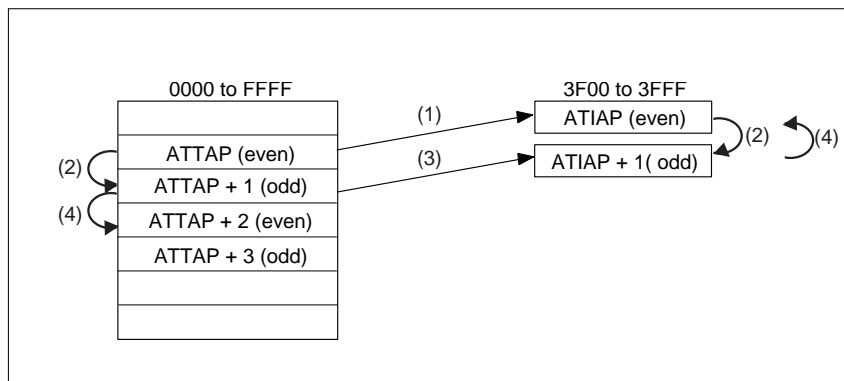 0000 to FFFF
3F00 to 3FFF
(1)
ATIAP (even)
ATTAP (even)
(2)
(4)
(2)
(3)
ATIAP + 1( odd)
ATTAP + 1 (odd)
(4)
ATTAP + 2 (even)
ATTAP + 3 (odd)